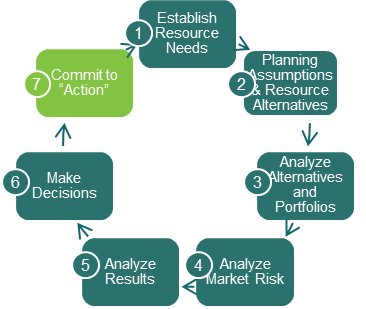 1
Establish
Resource
Needs
2
Planning
Assumptions
& Resource
Alternatives
3
Analyze
Alternatives
and
Portfolios
4
Analyze
Market Risk
5
Analyze
Results
6
Make
Decisions
7
Commit to
“Action”